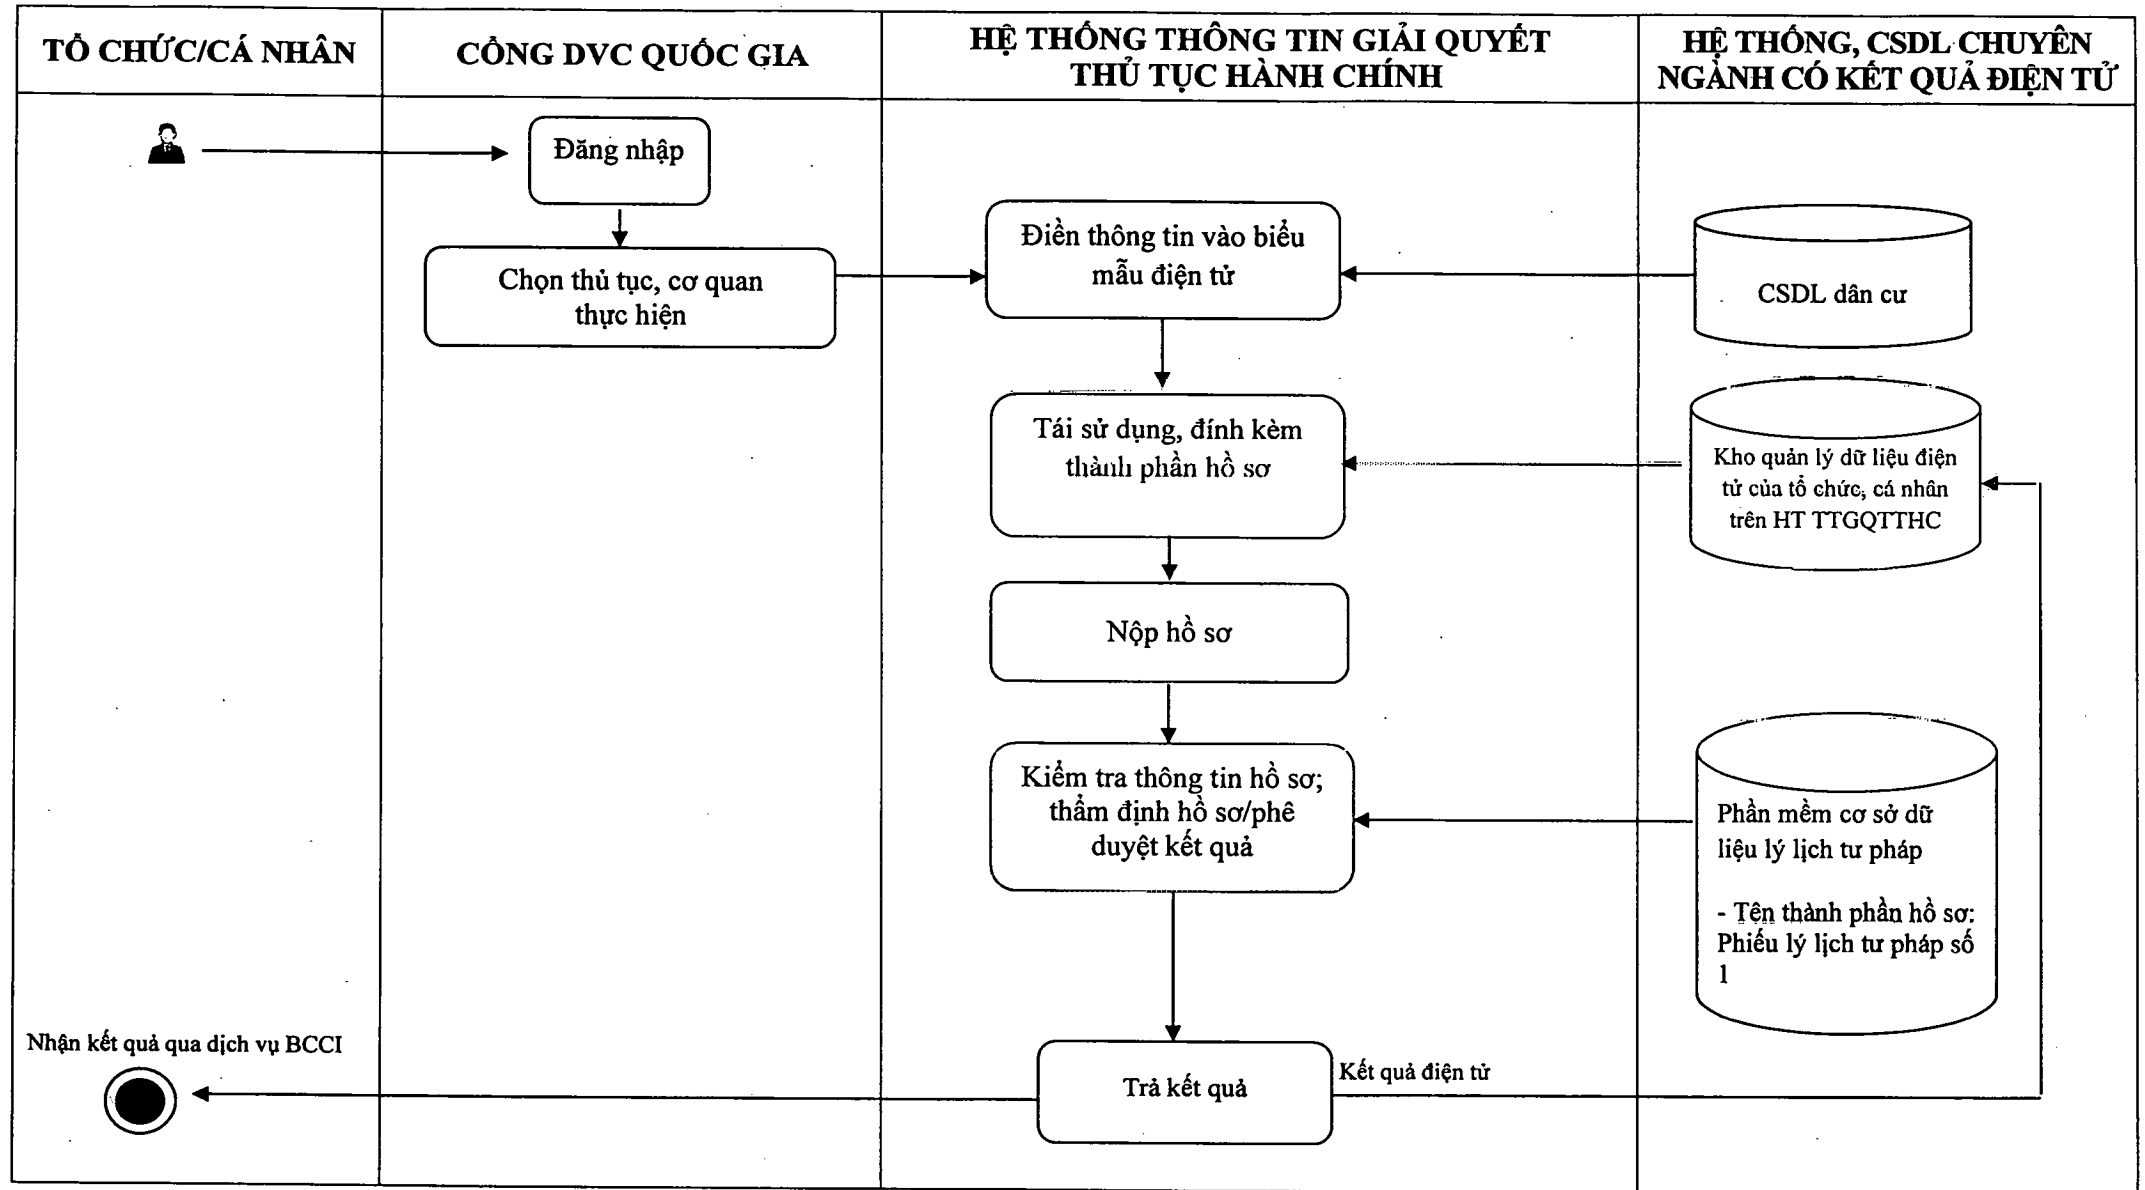 TỔ CHỨC/CÁ NHÂN
CỔNG DVC QUỐC GIA
HỆ THỐNG THÔNG TIN GIẢI QUYẾT
THỦ TỤC HÀNH CHÍNH
HỆ THỐNG, CSDL CHUYÊN
NGÀNH CÓ KẾT QUẢ ĐIỆN TỬ
Đăng nhập
Chọn thủ tục, cơ quan
thực hiện
Điền thông tin vào biểu
mẫu điện tử
CSDL dân cư
Tái sử dụng, đính kèm
thành phần hồ sơ
Kho quản lý dữ liệu điện
tử của tổ chức, cá nhân
trên HT TTGQTTHC
Nộp hồ sơ
Kiểm tra thông tin hồ sơ;
thẩm định hồ sơ/phê
duyệt kết quả
Phần mềm cơ sở dữ
liệu lý lịch tư pháp
- Tên thành phần hồ sơ:
Phiếu lý lịch tư pháp số
1
Nhận kết quả qua dịch vụ BCCI
Trả kết quả
Kết quả điện tử